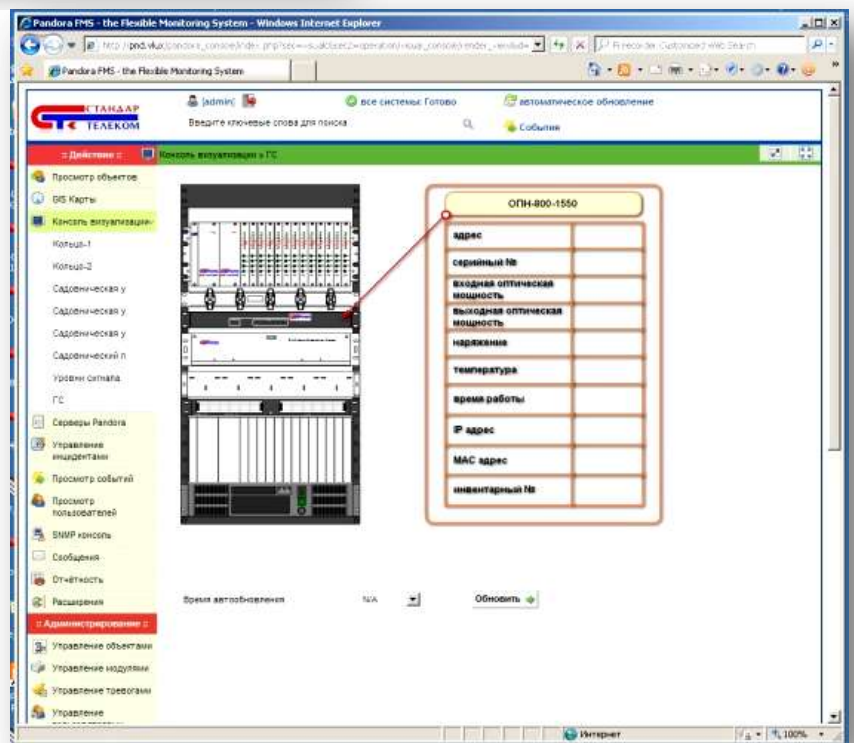 Pandora FMS - the Flexible Monitoring System - Windows Internet Explorer
Pandora FMS - the Flexible Monitoring System
СТАНДАР
ТЕЛЕКОМ
[admin]
все системы: Готово
автоматическое обновление
Введите ключевые слова для поиска
События
:: Действие ::
Консоль визуализации » ГС
Просмотр объектов
GIS Карты
Консоль визуализации
Кольцо-1
Кольцо-2
Садовническая у
Садовническая у
Садовническая у
Садовнический п
Уровни сигнала
ГС
Серверы Pandora
Управление
инцидентами
Просмотр событий
Просмотр
пользователей
SNMP консоль
Сообщения
Отчётность
Расширения
:: Администрирование ::
Управление объектами
Управление модулями
Управление тревогами
Управление
ОПН-800-1550
адрес
серийный №
входная оптическая
мощность
выходная оптическая
мощность
наряжение
температура
время работы
IP адрес
MAC адрес
инвентарный №
Время автообновления
N/A
Обновить
Интернет
100%